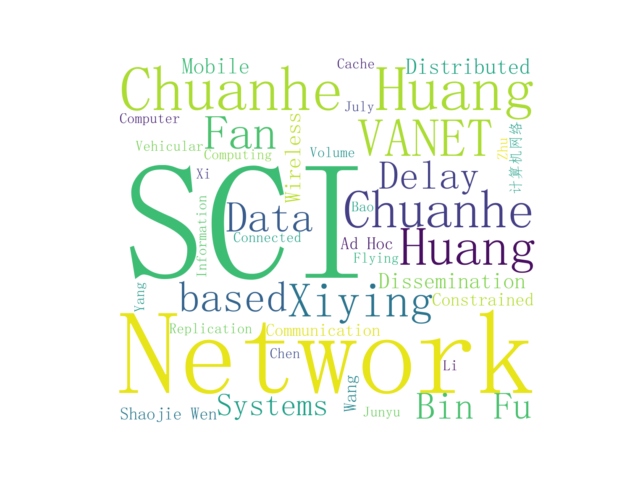 Mobile
Cache
Distributed
Chuanhe Huang
July
Computer
Fan
Wireless
VANET
Zhu
计算机网络
Vehicular
Computing
Volume
SCI
Xi
Delay
Chuanhe
Data
Bao
Information
Connected
Ad Hoc
Huang
Flying
Dissemination
Yang
based
Xiying
Constrained
Network
Replication
Communication
Chen
Li
Shaojie Wen
Systems
Wang
Junyu
Bin Fu